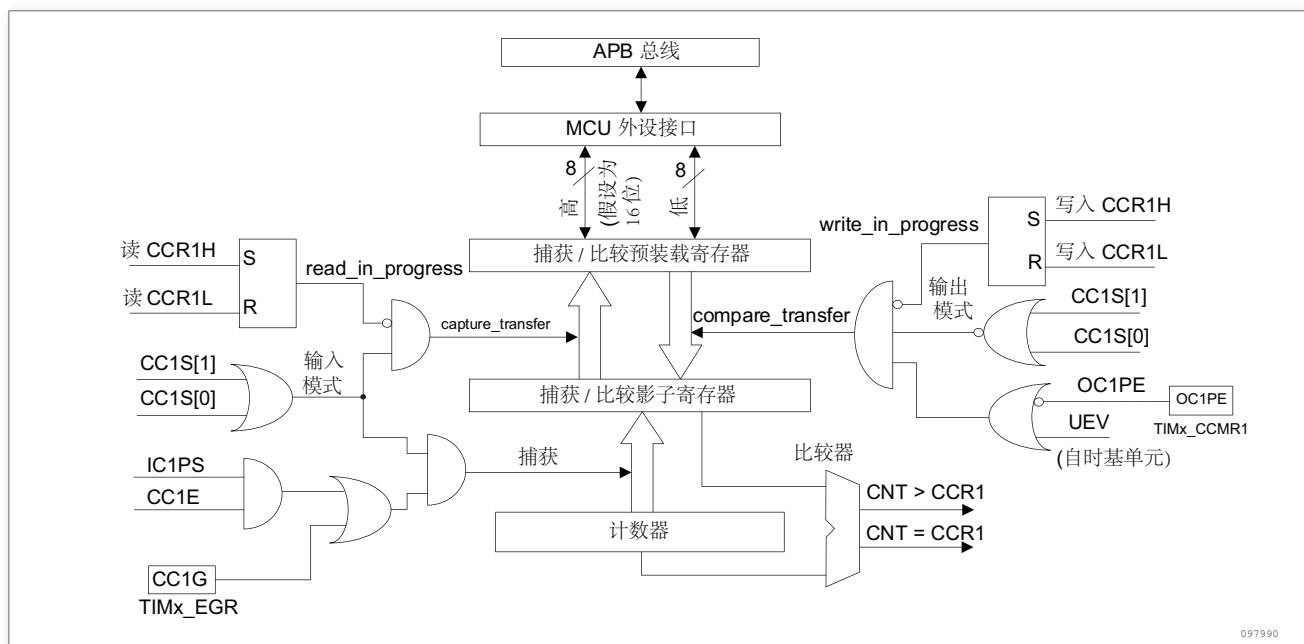 APB 总线
MCU 外设接口
8
8
高
(假设为
16位)
低
捕获 / 比较预装载寄存器
读 CCR1H
读 CCR1L
S
R
read_in_progress
capture_transfer
CC1S[1]
CC1S[0]
输入
模式
IC1PS
CC1E
CC1G
TIMx_EGR
捕获
捕获 / 比较影子寄存器
计数器
compare_transfer
write_in_progress
S
R
写入 CCR1H
写入 CCR1L
输出
模式
CC1S[1]
CC1S[0]
OC1PE
OC1PE
TIMx_CCMR1
UEV
(自时基单元)
比较器
CNT > CCR1
CNT = CCR1
097990